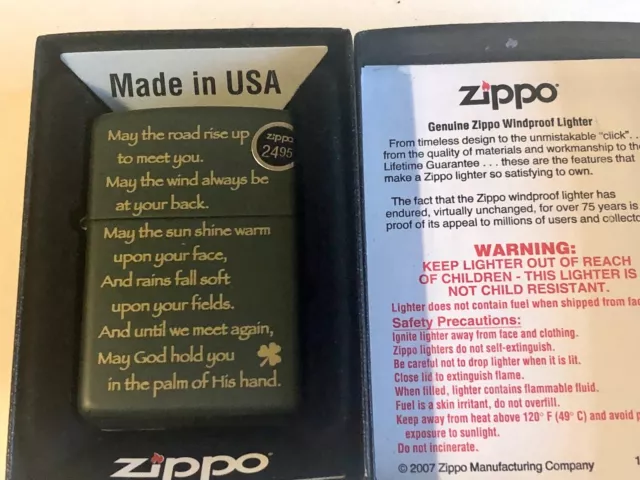 Made in USA
May the road rise up
to meet you.
May the wind always be
at your back.
zippo
2495
May the sun shine warm
upon your face,
And rains fall soft
upon your fields.
And until we meet again,
May God hold you
in the palm of His hand.
zippo
zippo
Genuine Zippo Windproof Lighter
From timeless design to the unmistakable "click"...
from the quality of materials and workmanship to the
Lifetime Guarantee . . . these are the features that
make a Zippo lighter so satisfying to own.
The fact that the Zippo windproof lighter has
endured, virtually unchanged, for over 75 years is
proof of its appeal to millions of users and
WARNING:
KEEP LIGHTER OUT OF REACH
OF CHILDREN - THIS LIGHTER IS
NOT CHILD RESISTANT.
Lighter does not contain fuel when shipped from
Safety Precautions:
Ignite lighter away from face and clothing.
Zippo lighters do not self-extinguish.
Be careful not to drop lighter when it is lit.
Close lid to extinguish flame.
When filled, lighter contains flammable fluid.
Fuel is a skin irritant, do not overfill.
Keep away from heat above 120° F (49° C) and avoid
exposure to sunlight.
Do not incinerate.
© 2007 Zippo Manufacturing Company